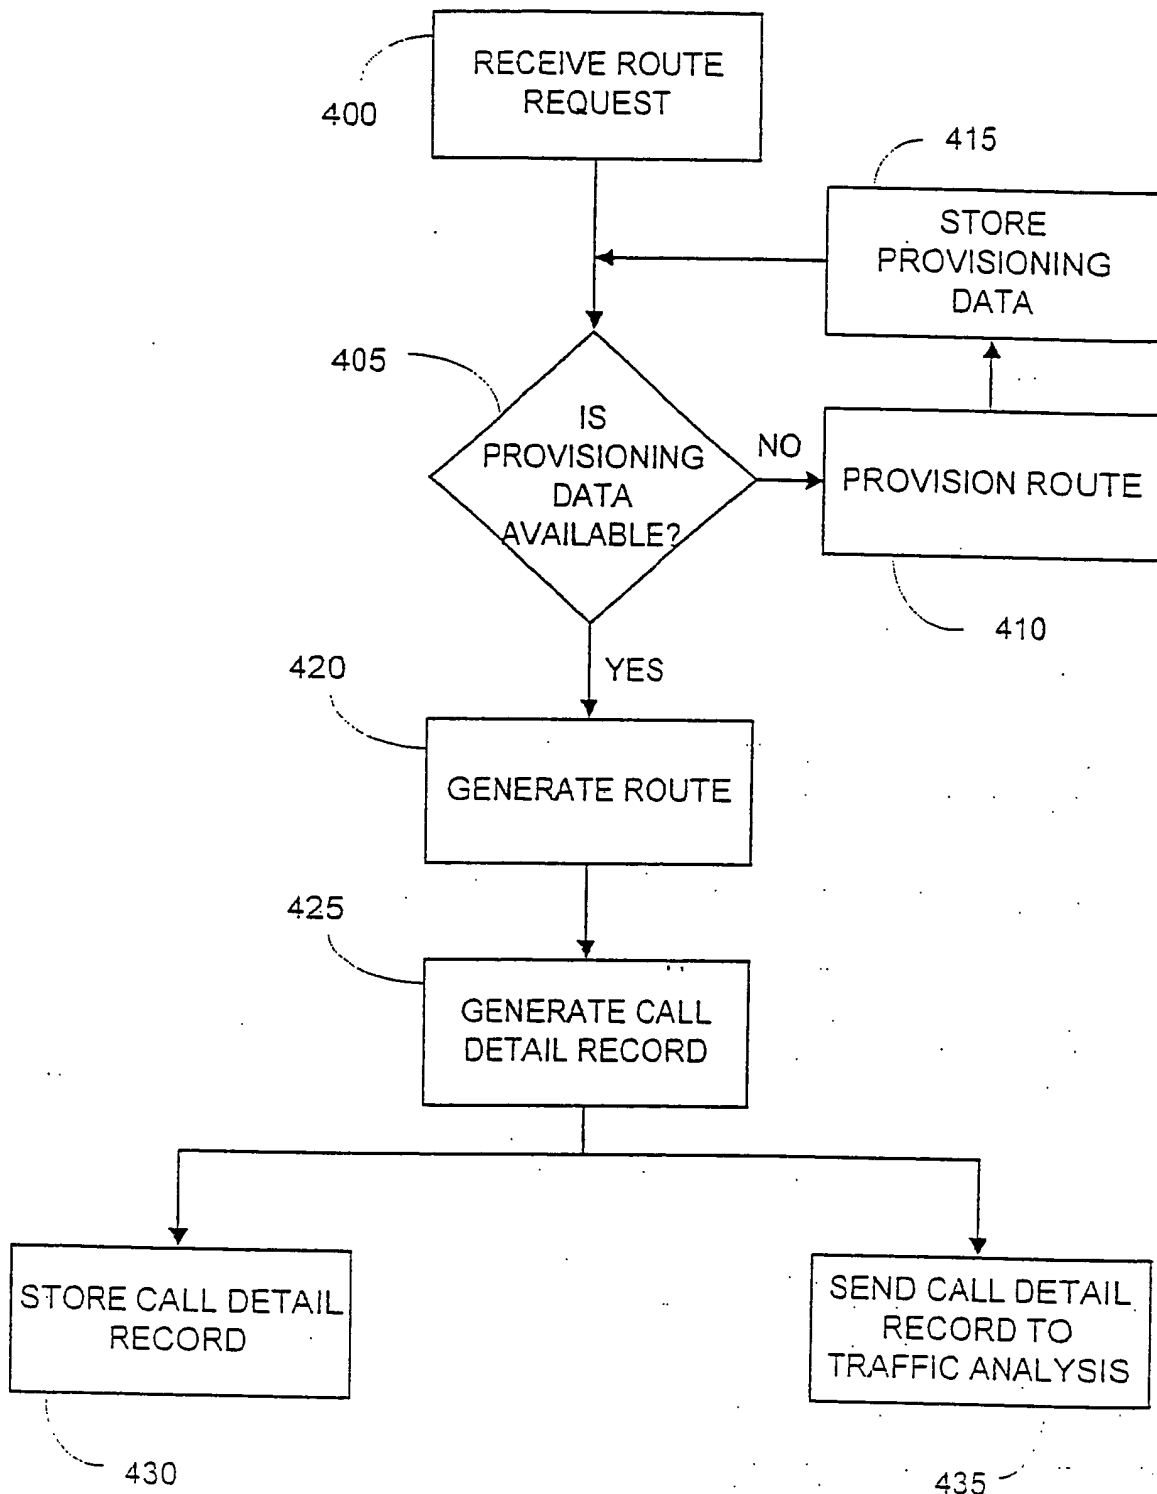 RECEIVE ROUTE
REQUEST
400
415
STORE
PROVISIONING
DATA
405
IS
PROVISIONING
DATA
AVAILABLE?
NO
PROVISION ROUTE
410
YES
420
GENERATE ROUTE
425
GENERATE CALL
DETAIL RECORD
STORE CALL DETAIL
RECORD
SEND CALL DETAIL
RECORD TO
TRAFFIC ANALYSIS
430
435